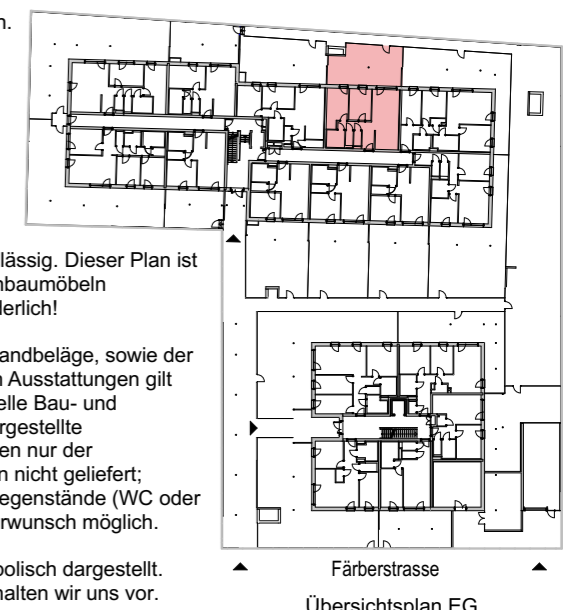 n.
lässig. Dieser Plan ist
nbaumöbeln
derlich!
andbeläge, sowie der
n Ausstattungen gilt
elle Bau- und
rgestellte
en nur der
n nicht geliefert;
egenstände (WC oder
rwunsch möglich.
bolisch dargestellt.
halten wir uns vor.
Färberstrasse
Übersichtsplan EG